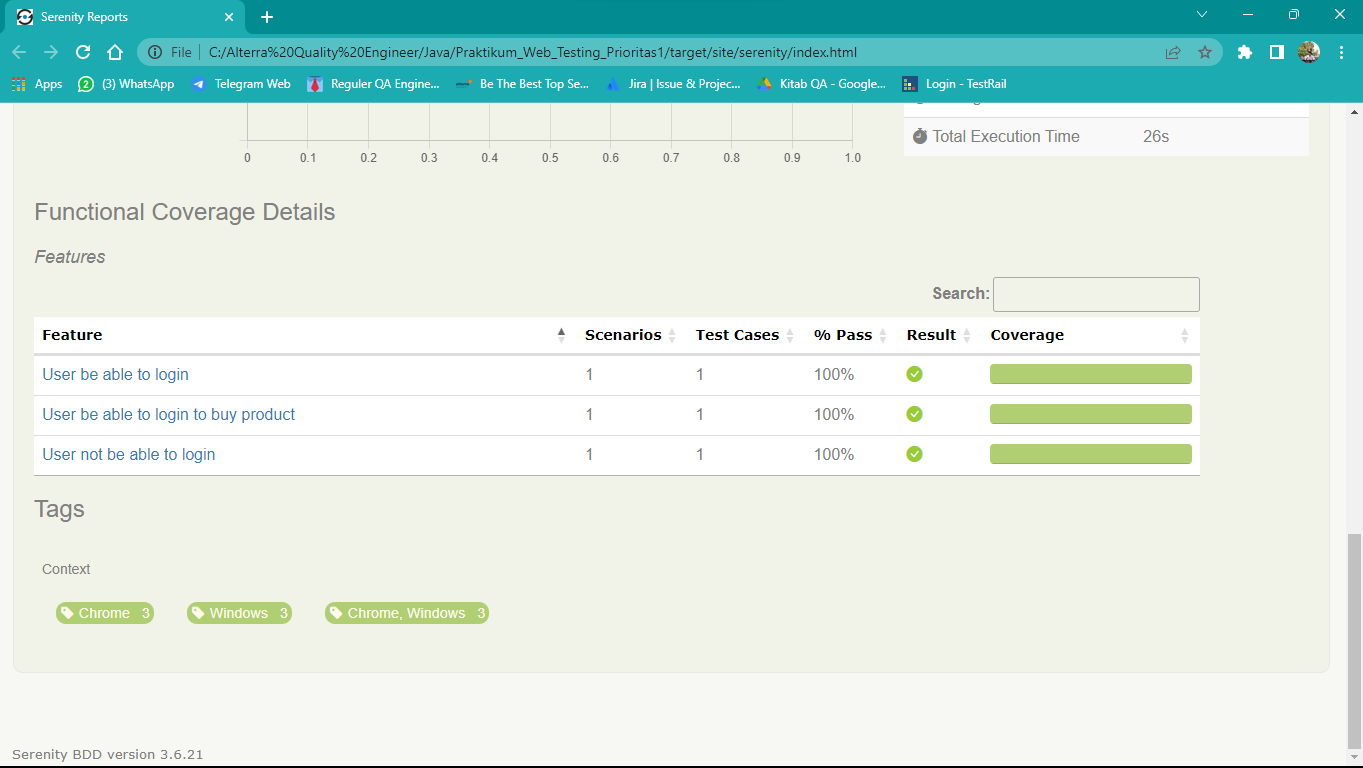 Serenity Reports
File C:/Alterra%20Quality%20Engineer/Java/Praktikum_Web_Testing_Prioritas1/target/site/serenity/index.html
Apps (3) WhatsApp Telegram Web Reguler QA Engine... Be The Best Top Se... Jira | Issue & Projec... Kitab QA - Google... Login - TestRail
Total Execution Time 26s
0 0.1 0.2 0.3 0.4 0.5 0.6 0.7 0.8 0.9 1.0
Functional Coverage Details
Features
Search:
Feature Scenarios Test Cases % Pass Result Coverage
User be able to login 1 1 100%
User be able to login to buy product 1 1 100%
User not be able to login 1 1 100%
Tags
Context
Chrome 3 Windows 3 Chrome, Windows 3
Serenity BDD version 3.6.21